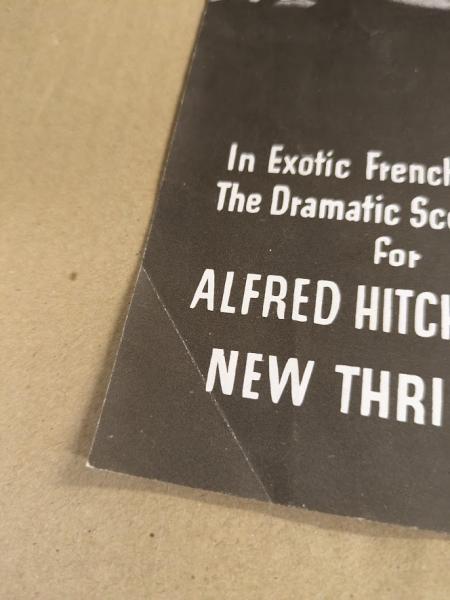 In Exotic French
The Dramatic Sc
for
ALFRED HITCH
NEW THRI